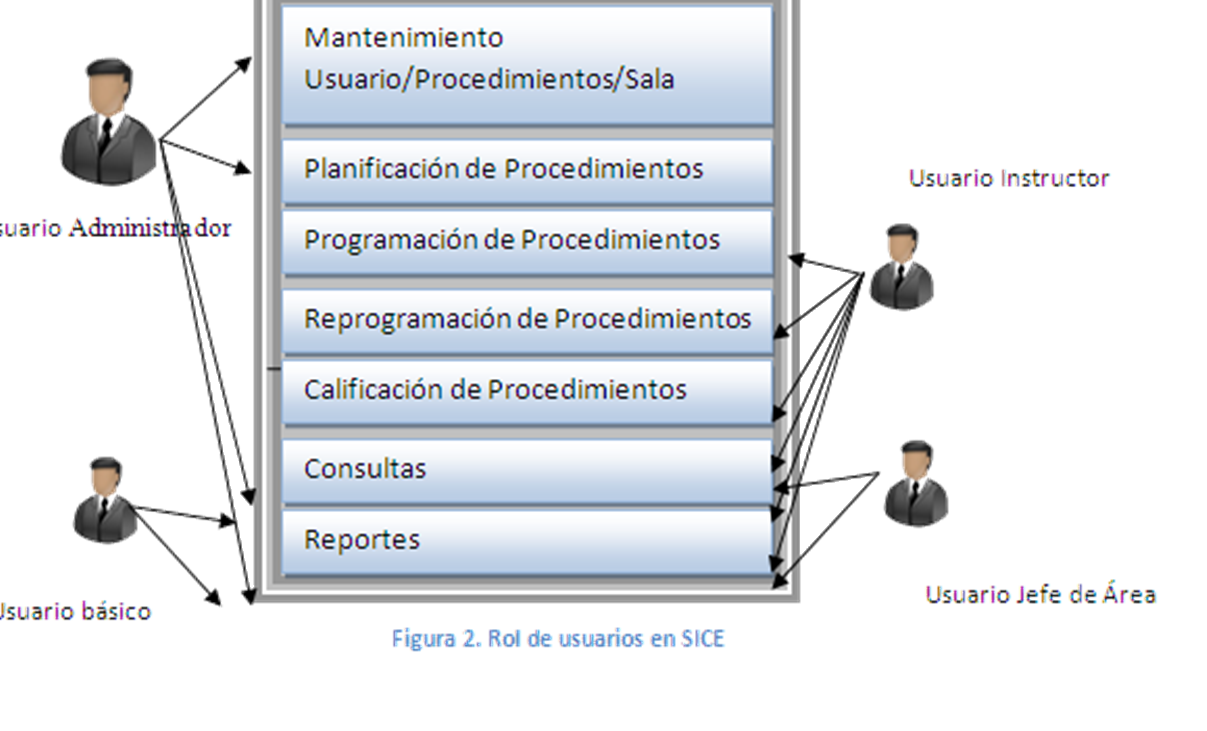 Mantenimiento
Usuario/Procedimientos/Sala
Planificación de Procedimientos
Usuario Instructor
suario Administrador
Programación de Procedimientos
Reprogramación de Procedimientos
Calificación de Procedimientos
Consultas
Reportes
Usuario básico
Usuario Jefe de Área
Figura 2. Rol de usuarios en SICE